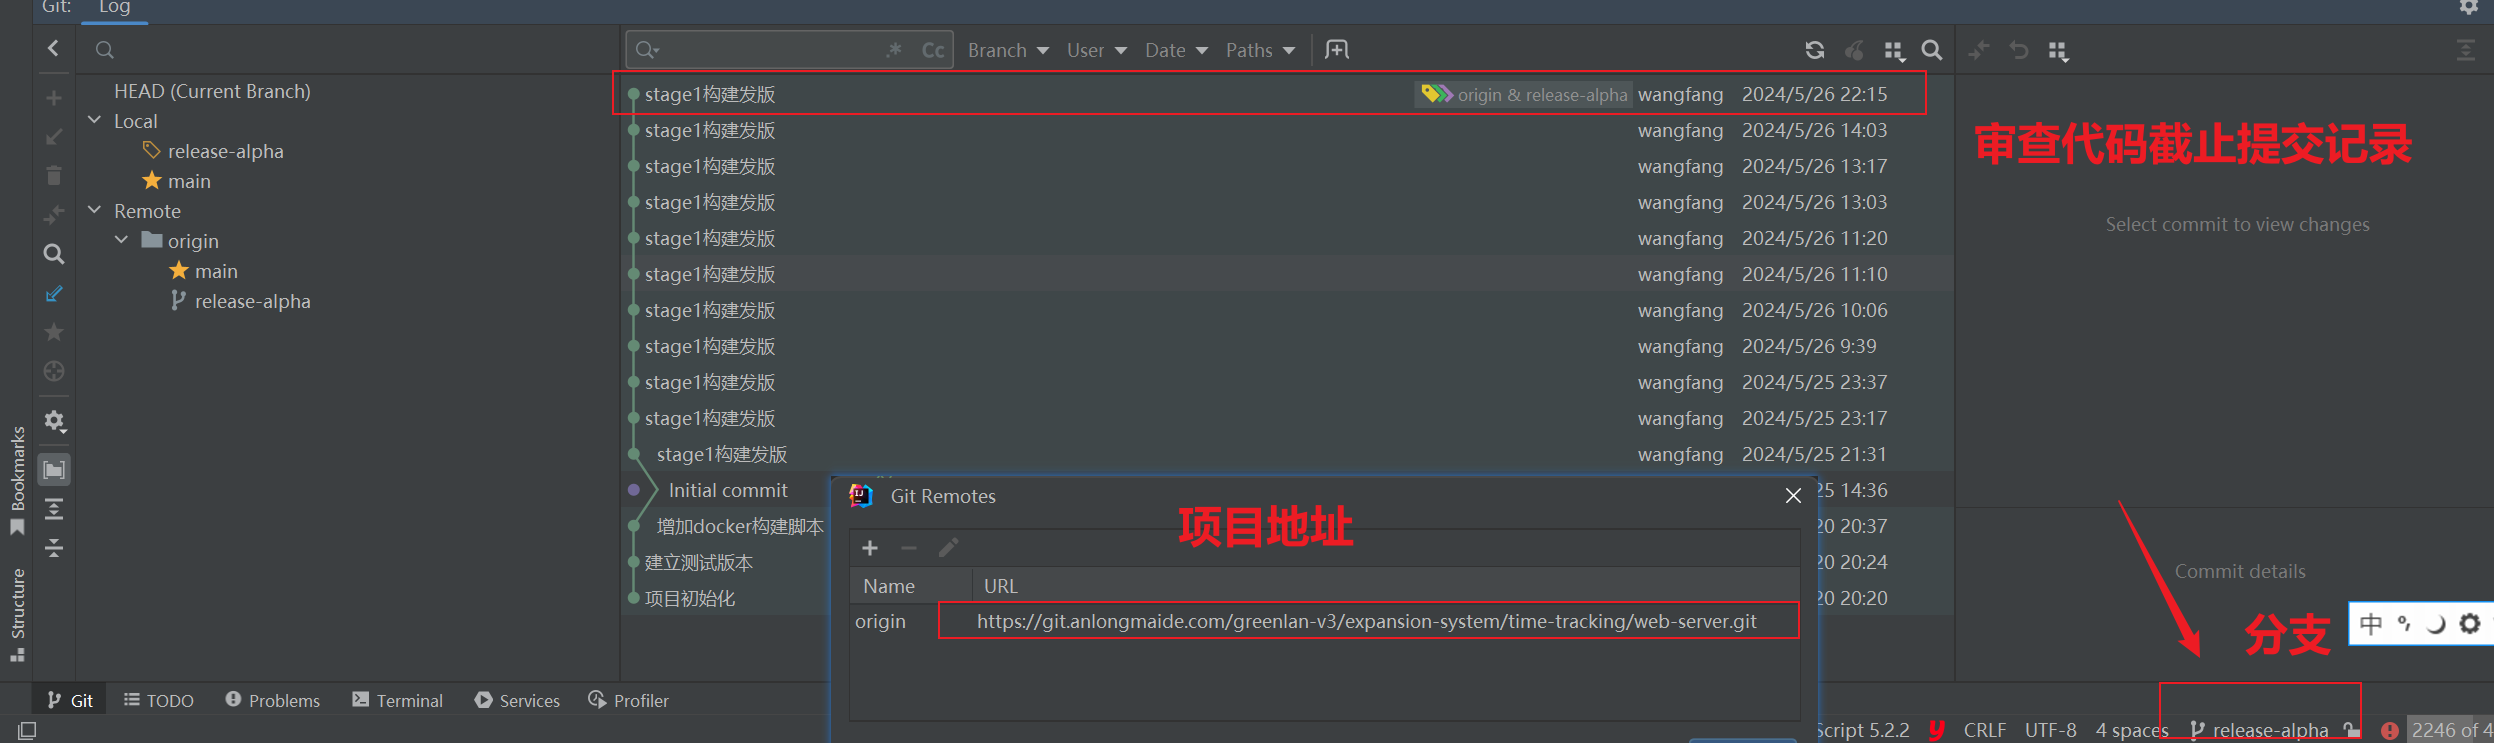 Git: Log
Branch User Date Paths
.* Cc
HEAD (Current Branch)
Local
release-alpha
main
Remote
origin
main
release-alpha
stage1构建发版 origin & release-alpha wangfang 2024/5/26 22:15
stage1构建发版 wangfang 2024/5/26 14:03
stage1构建发版 wangfang 2024/5/26 13:17
stage1构建发版 wangfang 2024/5/26 13:03
stage1构建发版 wangfang 2024/5/26 11:20
stage1构建发版 wangfang 2024/5/26 11:10
stage1构建发版 wangfang 2024/5/26 10:06
stage1构建发版 wangfang 2024/5/26 9:39
stage1构建发版 wangfang 2024/5/25 23:37
stage1构建发版 wangfang 2024/5/25 23:17
stage1构建发版 wangfang 2024/5/25 21:31
Initial commit 25 14:36
增加docker构建脚本 20 20:37
建立测试版本 20 20:24
项目初始化 20 20:20
审查代码截止提交记录
Select commit to view changes
Commit details
分支
中
Git Remotes
项目地址
Name URL
origin https://git.anlongmaide.com/greenlan-v3/expansion-system/time-tracking/web-server.git
Bookmarks
Structure
Git TODO Problems Terminal Services Profiler
Script 5.2.2 CRLF UTF-8 4 spaces release-alpha 2246 of 4